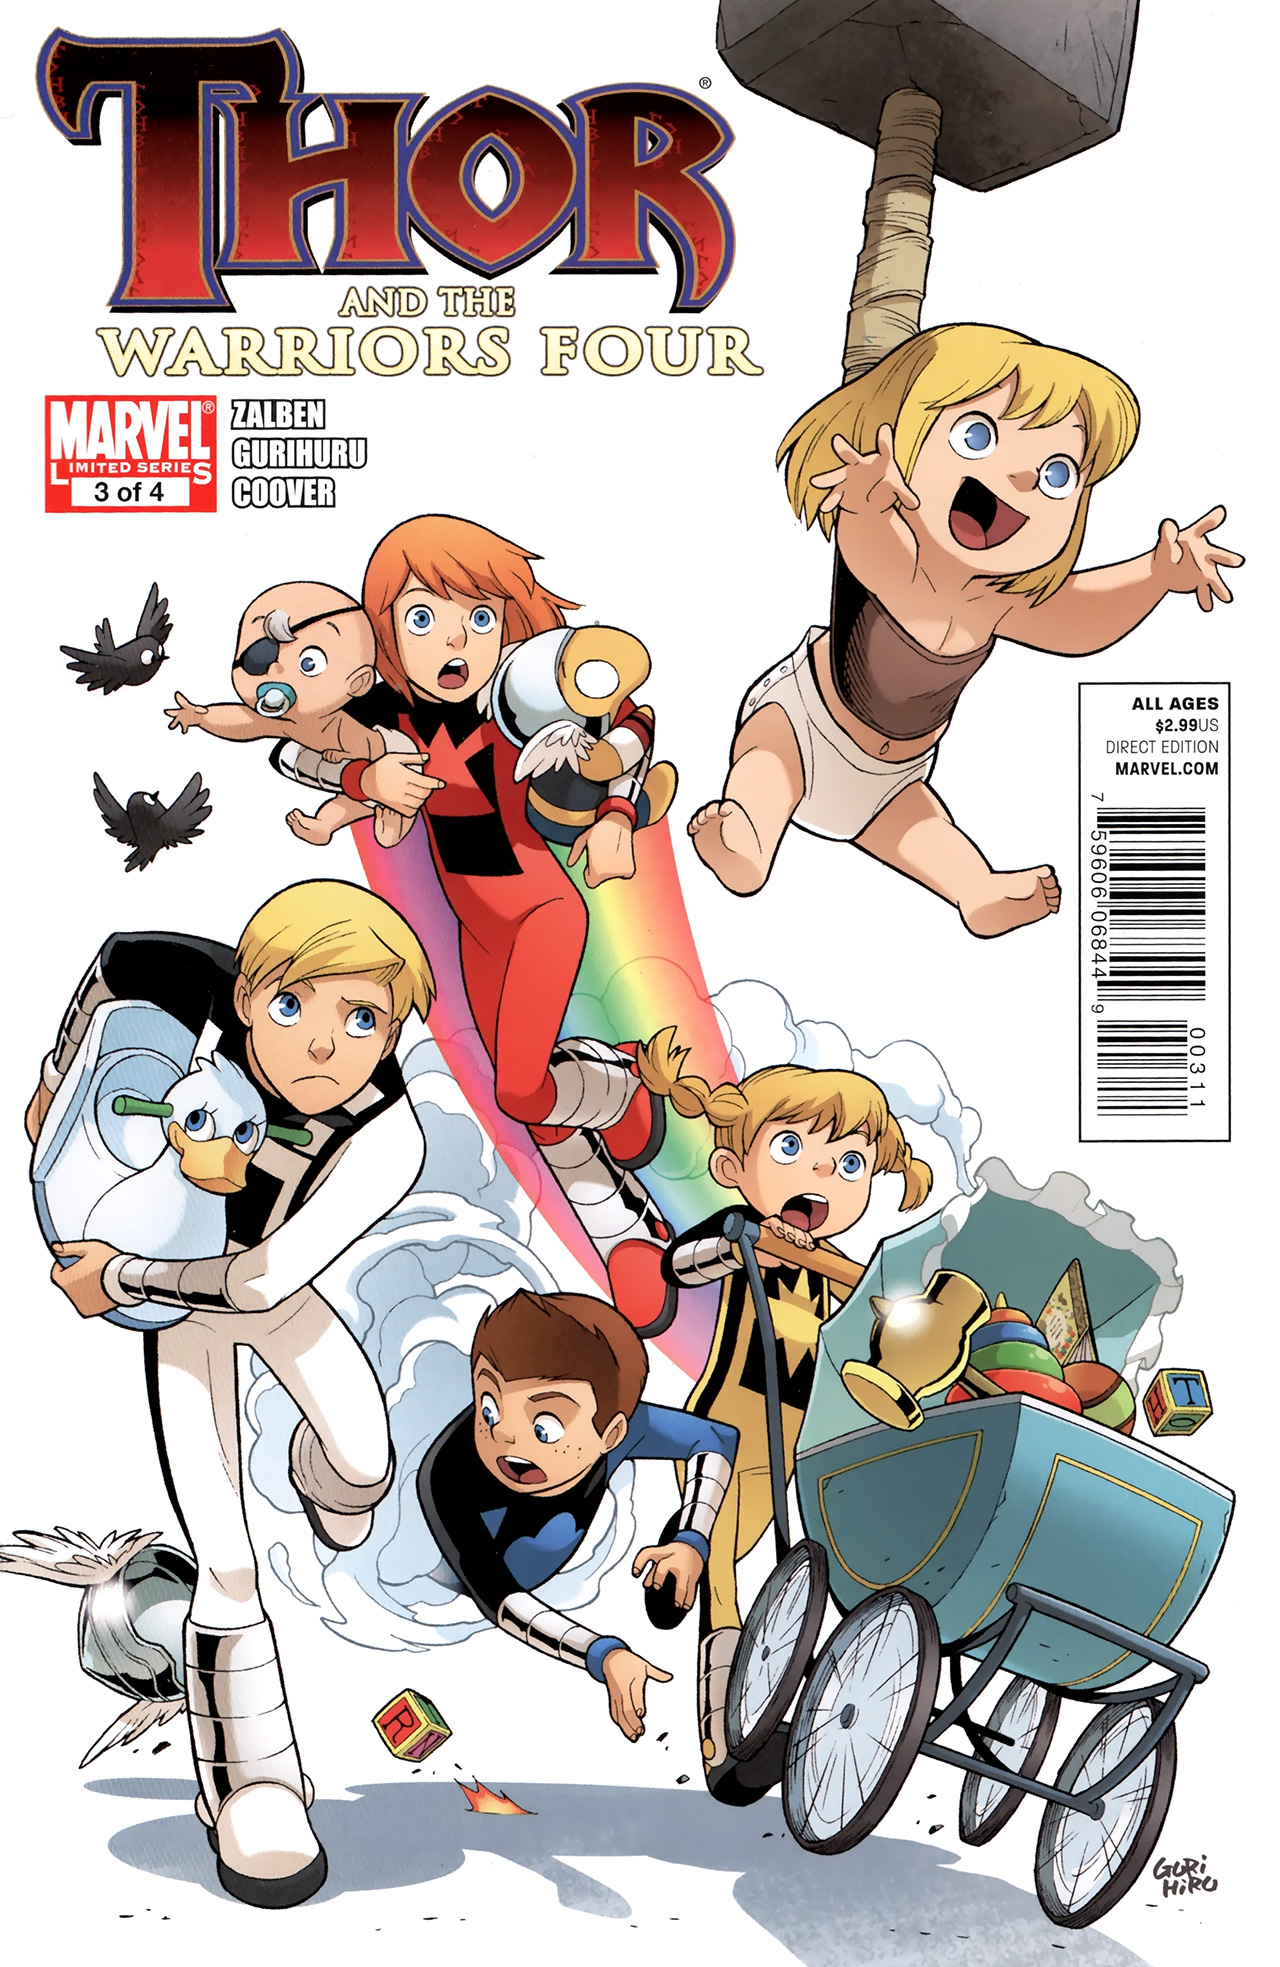 THOR®
AND THE
WARRIORS FOUR
MARVEL®
LIMITED SERIES
3 of 4
ZALBEN
GURIHIRU
COOVER
ALL AGES
$2.99US
DIRECT EDITION
MARVEL.COM
7 59606 06844 9
00311
T
H
O
R
GURI
HiRU